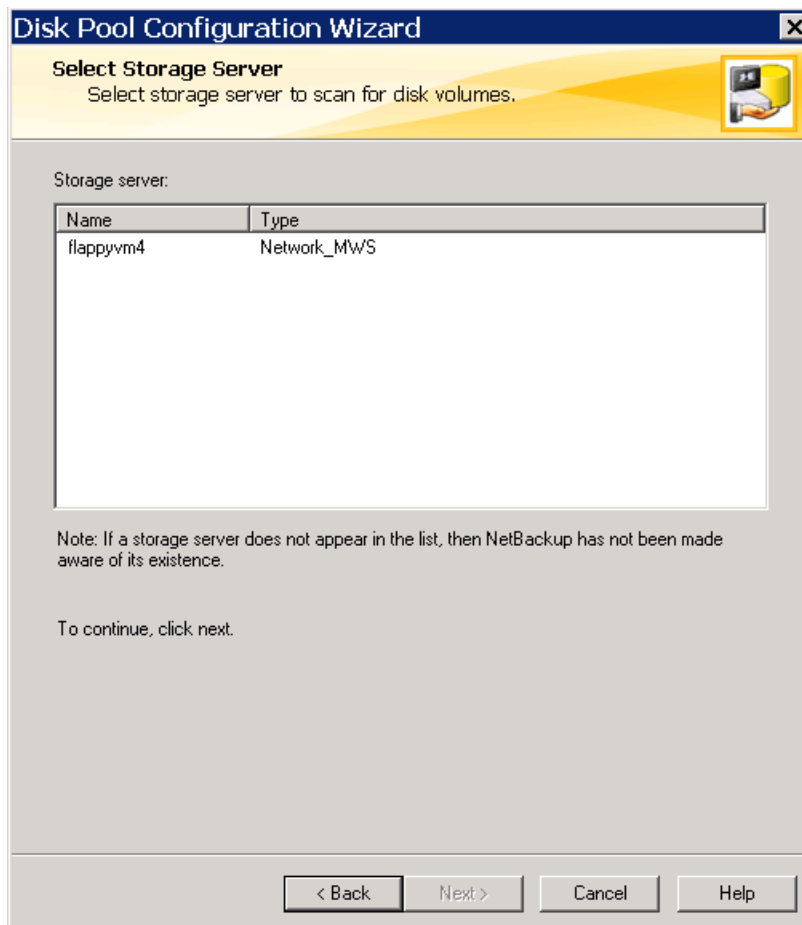 Disk Pool Configuration Wizard
Select Storage Server
Select storage server to scan for disk volumes.
Storage server:
Name Type
flappyvm4 Network_MWS
Note: If a storage server does not appear in the list, then NetBackup has not been made
aware of its existence.
To continue, click next.
< Back Next > Cancel Help